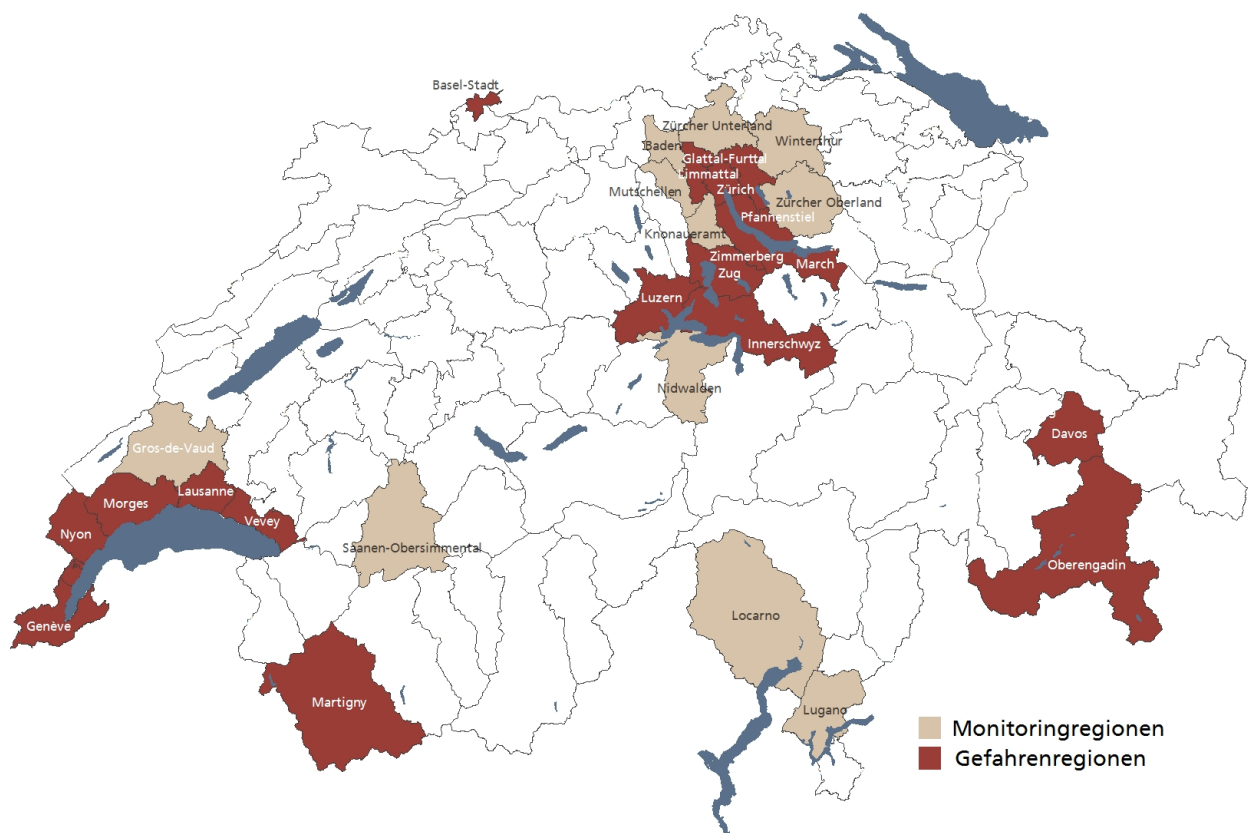 Basel-Stadt
Zürcher Unterland
Baden
Winterthur
Glattal-Furttal
Limmattal
Zürich
Mutschellen
Zürcher Oberland
Pfannenstiel
Knonaueramt
Zimmerberg
March
Zug
Luzern
Innerschwyz
Nidwalden
Davos
Gros-de-Vaud
Lausanne
Morges
Vevey
Nyon
Saanen-Obersimmental
Oberengadin
Locarno
Genève
Martigny
Lugano
Monitoringregionen
Gefahrenregionen